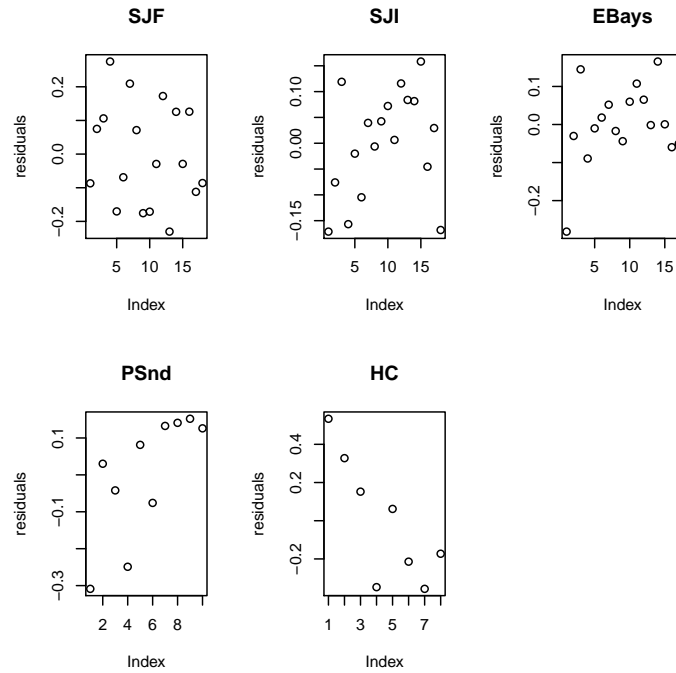 SJF
residuals
−0.2 0.0 0.2
5 10 15
Index
SJI
residuals
−0.15 0.00 0.10
5 10 15
Index
EBays
residuals
−0.2 0.0 0.1
5 10 15
Index
PSnd
residuals
−0.3 −0.1 0.1
2 4 6 8
Index
HC
residuals
−0.2 0.2 0.4
1 3 5 7
Index